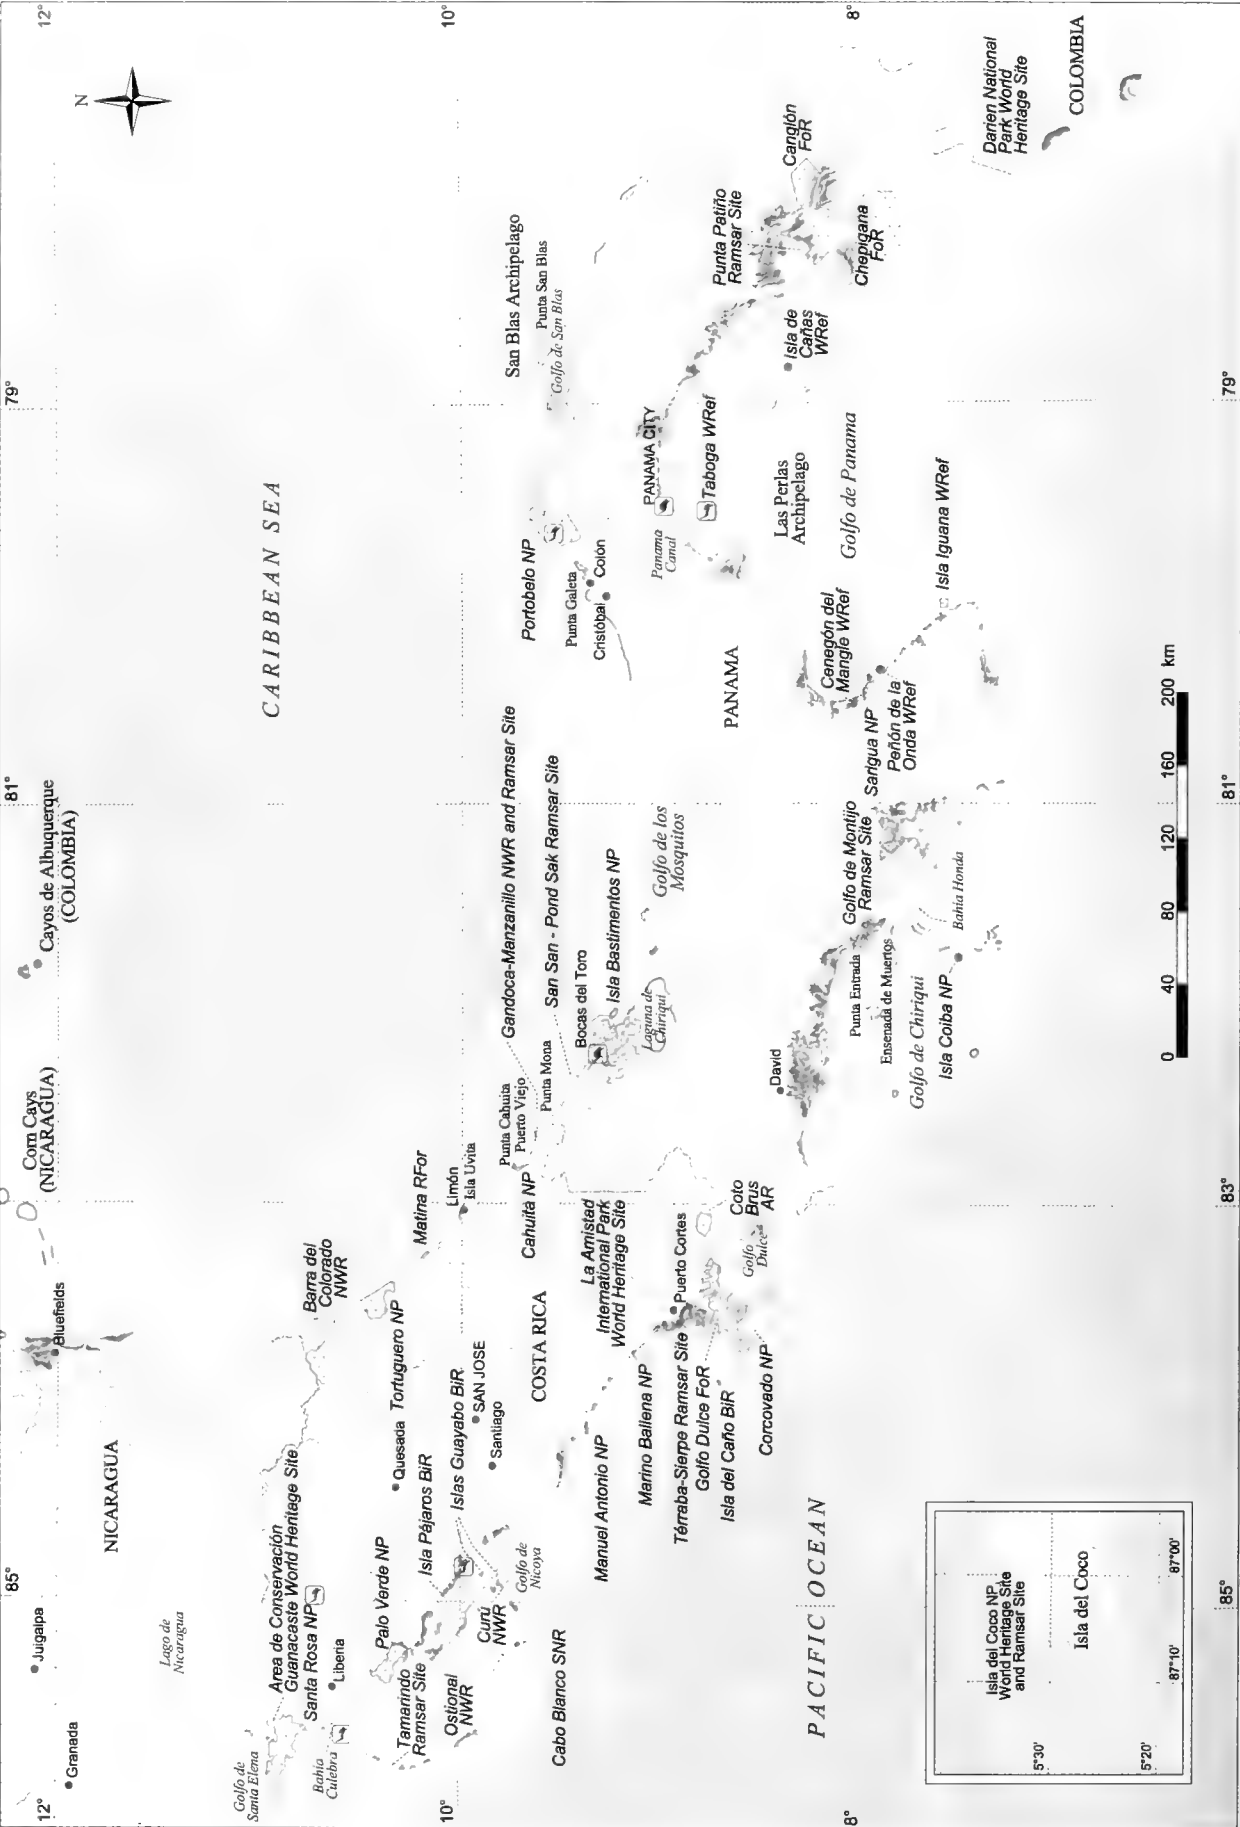 85°
81°
79°
12°
12°
10°
10°
8°
8°
85°
83°
81°
79°
N
Juigalpa
Granada
NICARAGUA
Lago de
Nicaragua
Bluefields
Corn Cays
(NICARAGUA)
Cayos de Albuquerque
(COLOMBIA)
CARIBBEAN SEA
Golfo de
Santa Elena
Area de Conservación
Guanacaste World Heritage Site
Santa Rosa NP
Bahía
Culebra
Liberia
Barra del
Colorado
NWR
Palo Verde NP
Quesada
Tortuguero NP
Matina RFor
Tamarindo
Ramsar Site
Isla Pájaros BiR
Islas Guayabo BiR
Ostional
NWR
Curú
NWR
SAN JOSE
Santiago
Limón
Isla Uvita
Golfo de
Nicoya
Cabo Blanco SNR
COSTA RICA
Punta Cahuita
Puerto Viejo
Cahuita NP
Punta Mona
Gandoca-Manzanillo NWR and Ramsar Site
San San - Pond Sak Ramsar Site
Bocas del Toro
Isla Bastimentos NP
Manuel Antonio NP
La Amistad
International Park
World Heritage Site
Laguna de
Chiriqui
Golfo de los
Mosquitos
Marino Ballena NP
Térraba-Sierpe Ramsar Site
Puerto Cortes
Golfo Dulce FoR
Isla del Caño BiR
Corcovado NP
Golfo
Dulce
Coto
Brus
AR
PACIFIC OCEAN
Portobelo NP
Punta Galeta
Colón
Cristóbal
San Blas Archipelago
Punta San Blas
Golfo de San Blas
PANAMA CITY
Panama
Canal
Taboga WRef
PANAMA
Punta Patiño
Ramsar Site
Canglón
FoR
Chepigana
FoR
Isla de
Cañas
WRef
Las Perlas
Archipelago
Golfo de Panama
Darien National
Park World
Heritage Site
COLOMBIA
David
Cenegón del
Mangle WRef
Sarigua NP
Peñón de la
Onda WRef
Isla Iguana WRef
Golfo de Montijo
Ramsar Site
Punta Entrada
Ensenada de Muertos
Golfo de Chiriqui
Bahía Honda
Isla Coiba NP
0 40 80 120 160 200 km
Isla del Coco NP,
World Heritage Site
and Ramsar Site
Isla del Coco
5°30'
5°20'
87°10'
87°00'